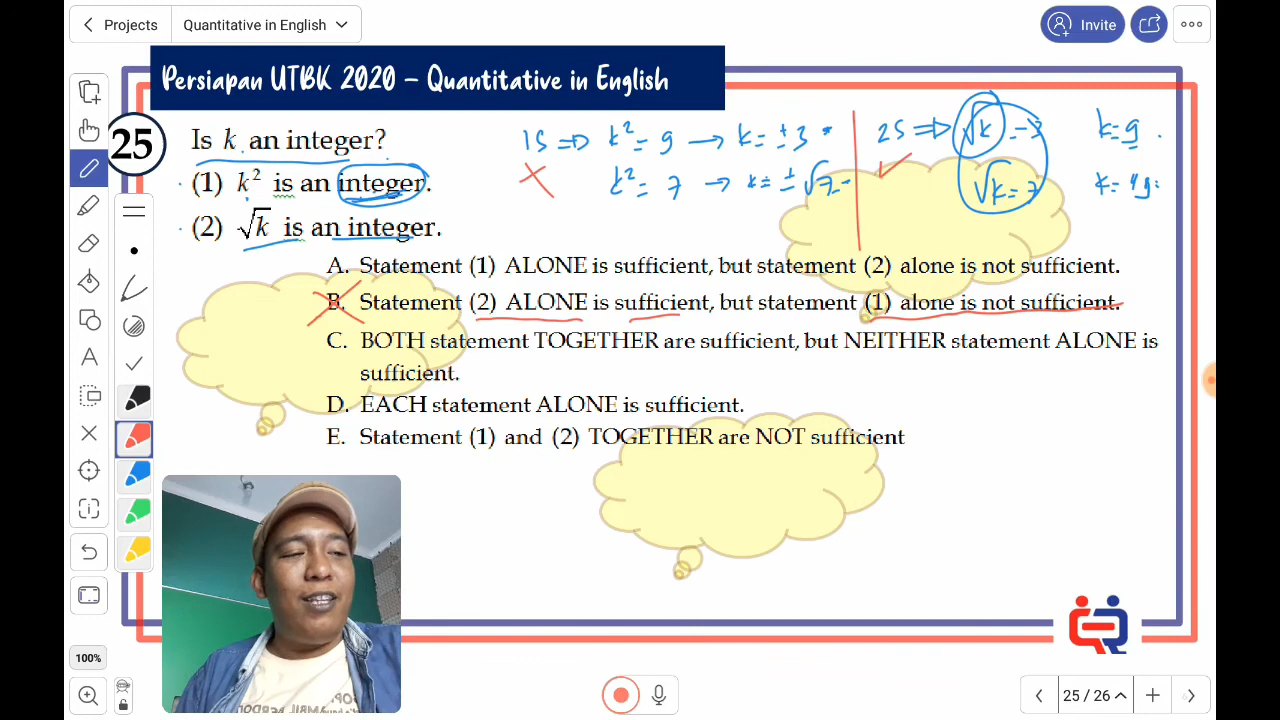 Projects
Quantitative in English
Invite
Persiapan UTBK 2020 – Quantitative in English
25
Is k an integer?
(1) k² is an integer.
(2) √k is an integer.
1S ⇒ k² = 9 → k = ±3
k² = 7 → k = ±√7
2S ⇒ √k = 3 k = 9
√k = 7 k = 49
A. Statement (1) ALONE is sufficient, but statement (2) alone is not sufficient.
B. Statement (2) ALONE is sufficient, but statement (1) alone is not sufficient.
C. BOTH statement TOGETHER are sufficient, but NEITHER statement ALONE is
sufficient.
D. EACH statement ALONE is sufficient.
E. Statement (1) and (2) TOGETHER are NOT sufficient
A
100%
25 / 26